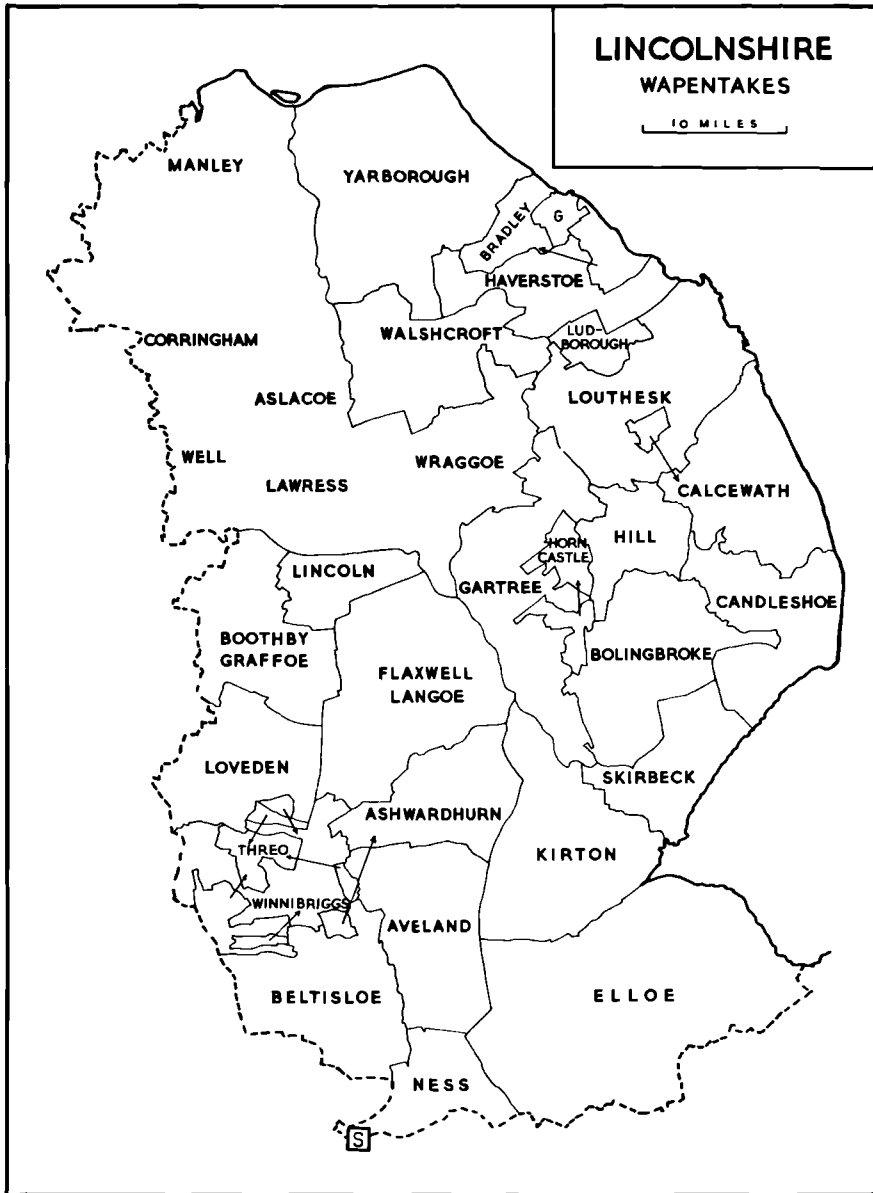 LINCOLNSHIRE
WAPENTAKES
10 MILES
MANLEY
YARBOROUGH
BRADLEY
G
HAVERSTOE
WALSHCROFT
LUD-
BOROUGH
CORRINGHAM
ASLACOE
LOUTHESK
WELL
LAWRESS
WRAGGOE
CALCEWATH
HORN
CASTLE
HILL
LINCOLN
GARTREE
CANDLESHOE
BOOTHBY
GRAFFOE
BOLINGBROKE
FLAXWELL
LANGOE
LOVEDEN
SKIRBECK
ASHWARDHURN
THREO
KIRTON
WINNIBRIGGS
AVELAND
BELTISLOE
ELLOE
NESS
S